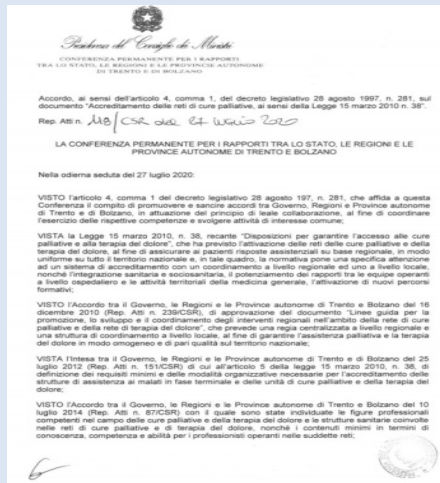 Presidenza del Consiglio dei Ministri
CONFERENZA PERMANENTE PER I RAPPORTI
TRA LO STATO, LE REGIONI E LE PROVINCIE AUTONOME
DI TRENTO E DI BOLZANO
Accordo, ai sensi dell'articolo 4, comma 1, del decreto legislativo 28 agosto 1997, n. 281, sul
documento "Accreditamento delle reti di cure palliative, ai sensi della Legge 15 marzo 2010 n. 38".
Rep. Atti n. 118/CSR del 27 luglio 2020
LA CONFERENZA PERMANENTE PER I RAPPORTI TRA LO STATO, LE REGIONI E LE
PROVINCE AUTONOME DI TRENTO E BOLZANO
Nella odierna seduta del 27 luglio 2020:
VISTO l'articolo 4, comma 1 del decreto legislativo 28 agosto 197, n. 281, che affida a questa
Conferenza il compito di promuovere e sancire accordi tra Governo, Regioni e Province autonome
di Trento e di Bolzano, in attuazione del principio di leale collaborazione, al fine di coordinare
l'esercizio delle rispettive competenze e svolgere attività di interesse comune;
VISTA la Legge 15 marzo 2010, n. 38, recante "Disposizioni per garantire l'accesso alle cure
palliative e alla terapia del dolore", che ha previsto l'attivazione delle reti delle cure palliative e della
terapia del dolore, al fine di assicurare ai pazienti risposte assistenziali su base regionale, in modo
uniforme su tutto il territorio nazionale e, in tale quadro, la normativa pone una specifica attenzione
ad un sistema di accreditamento con un coordinamento a livello regionale ed uno a livello locale,
nonché l'integrazione sanitaria e sociosanitaria, il potenziamento dei rapporti tra le equipe operanti
a livello ospedaliero e le attività territoriali della medicina generale, l'attivazione di nuovi percorsi
formativi;
VISTO l'Accordo tra il Governo, le Regioni e le Province autonome di Trento e Bolzano del 16
dicembre 2010 (Rep. Atti n. 239/CSR), di approvazione del documento "Linee guida per la
promozione, lo sviluppo e il coordinamento degli interventi regionali nell'ambito della rete di cure
palliative e della rete di terapia del dolore", che prevede una regia centralizzata a livello regionale e
una struttura di coordinamento a livello locale, al fine di garantire l'assistenza palliativa e la terapia
del dolore in modo omogeneo e di pari qualità sul territorio nazionale;
VISTA l'Intesa tra il Governo, le Regioni e le Province autonome di Trento e di Bolzano del 25
luglio 2012 (Rep. Atti n. 151/CSR) di cui all'articolo 5 della legge 15 marzo 2010, n. 38, di
definizione dei requisiti minimi e delle modalità organizzative necessarie per l'accreditamento delle
strutture di assistenza ai malati in fase terminale e delle unità di cure palliative e della terapia del
dolore;
VISTO l'Accordo tra il Governo, le Regioni e le Province autonome di Trento e Bolzano del 10
luglio 2014 (Rep. Atti n. 87/CSR) con il quale sono state individuate le figure professionali
competenti nel campo delle cure palliative e della terapia del dolore e le strutture sanitarie coinvolte
nelle reti di cure palliative e di terapia del dolore, nonché i contenuti minimi in termini di
conoscenza, competenza e abilità per i professionisti operanti nelle suddette reti;